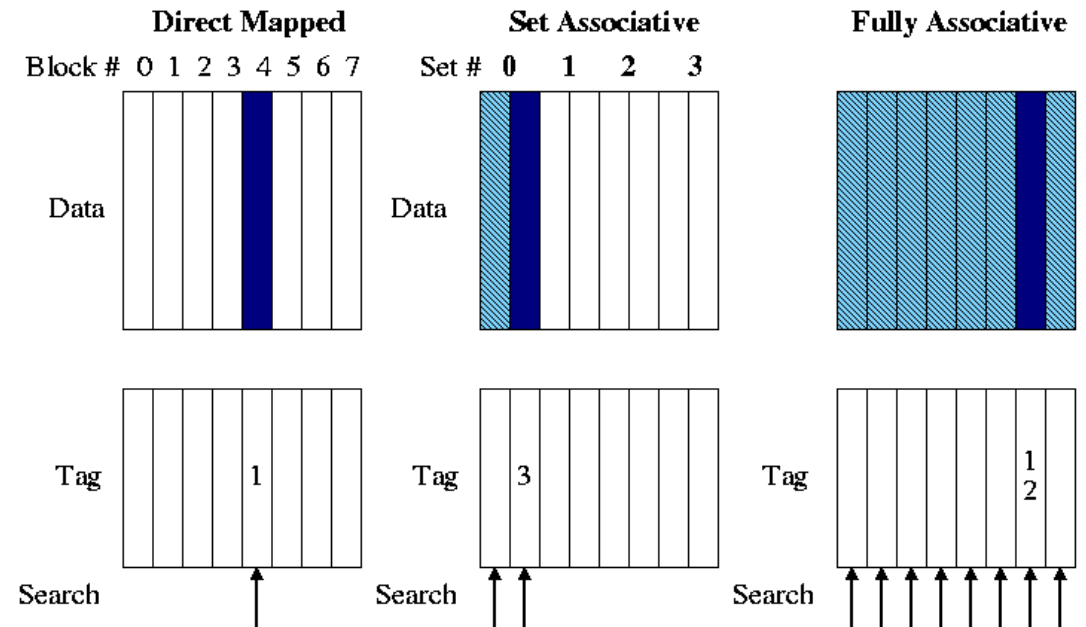 Direct Mapped
Block # 0 1 2 3 4 5 6 7
Data
Tag
1
Search
Set Associative
Set # 0 1 2 3
Data
Tag
3
Search
Fully Associative
Tag
1
2
Search